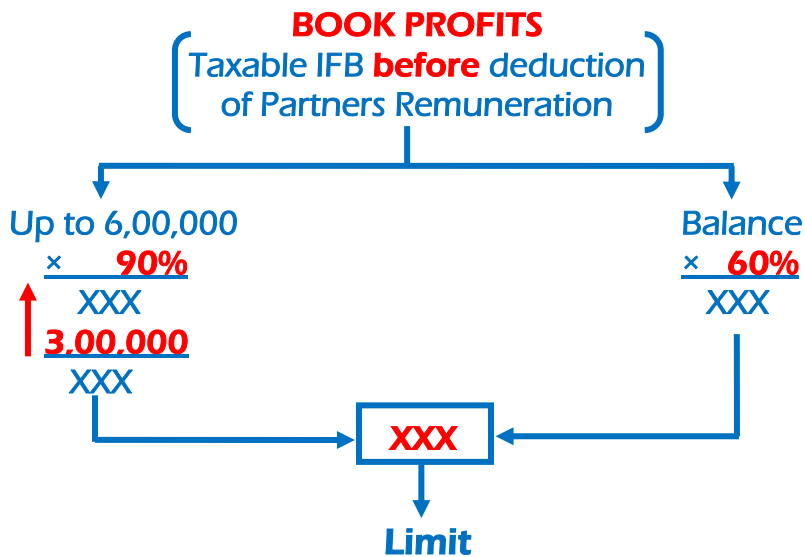 BOOK PROFITS
Taxable IFB before deduction
of Partners Remuneration
Up to 6,00,000
× 90%
XXX
3,00,000
XXX
Balance
× 60%
XXX
XXX
Limit